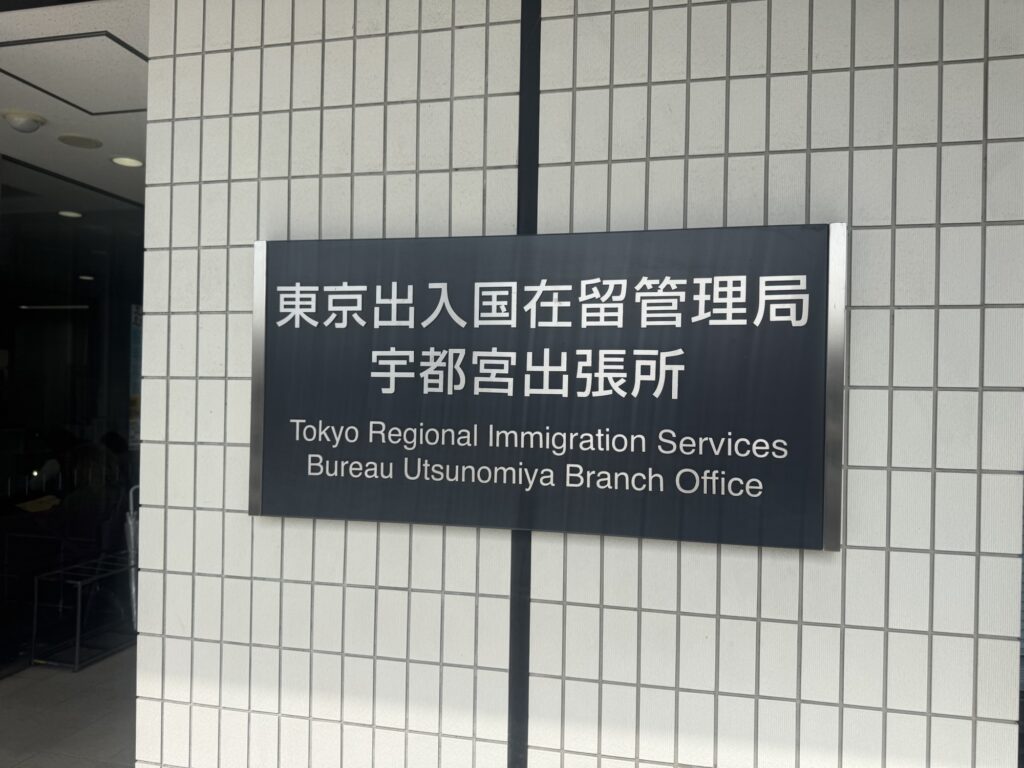 東京出入国在留管理局
宇都宮出張所
Tokyo Regional Immigration Services
Bureau Utsunomiya Branch Office